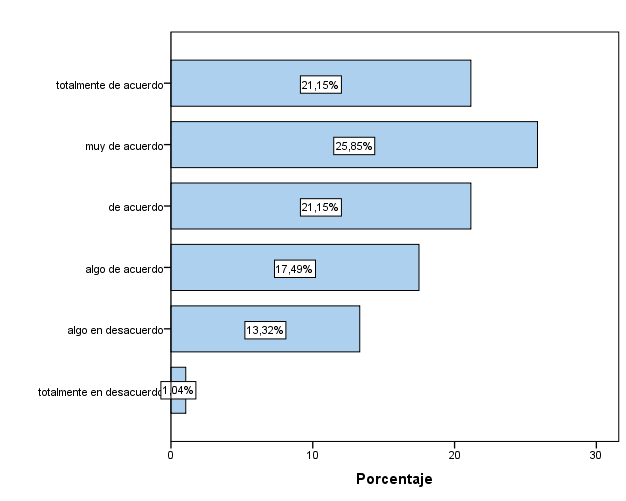 totalmente de acuerdo
21,15%
muy de acuerdo
25,85%
de acuerdo
21,15%
algo de acuerdo
17,49%
algo en desacuerdo
13,32%
totalmente en desacuerdo
1,04%
0 10 20 30
Porcentaje